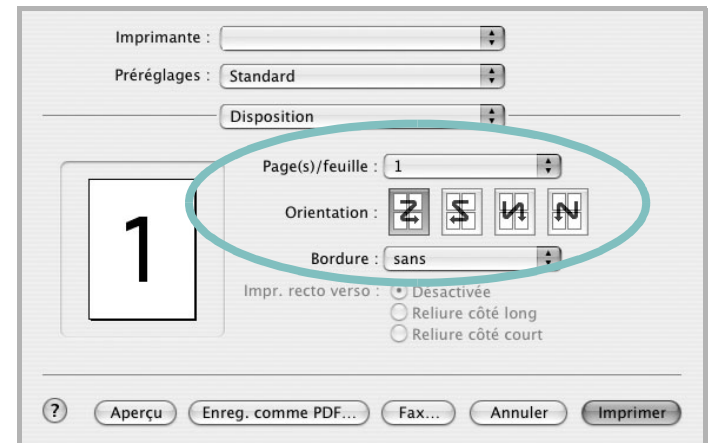 Imprimante :
Préréglages : Standard
Disposition
Page(s)/feuille : 1
Orientation :
Bordure : sans
Impr. recto verso : Désactivée
Reliure côté long
Reliure côté court
1
? Aperçu Enreg. comme PDF... Fax... Annuler Imprimer